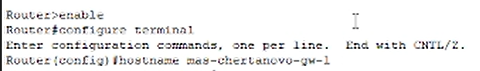 Router>enable
Router#configure terminal
Enter configuration commands, one per line.  End with CNTL/Z.
Router(config)#hostname mas-chertanovo-gw-1